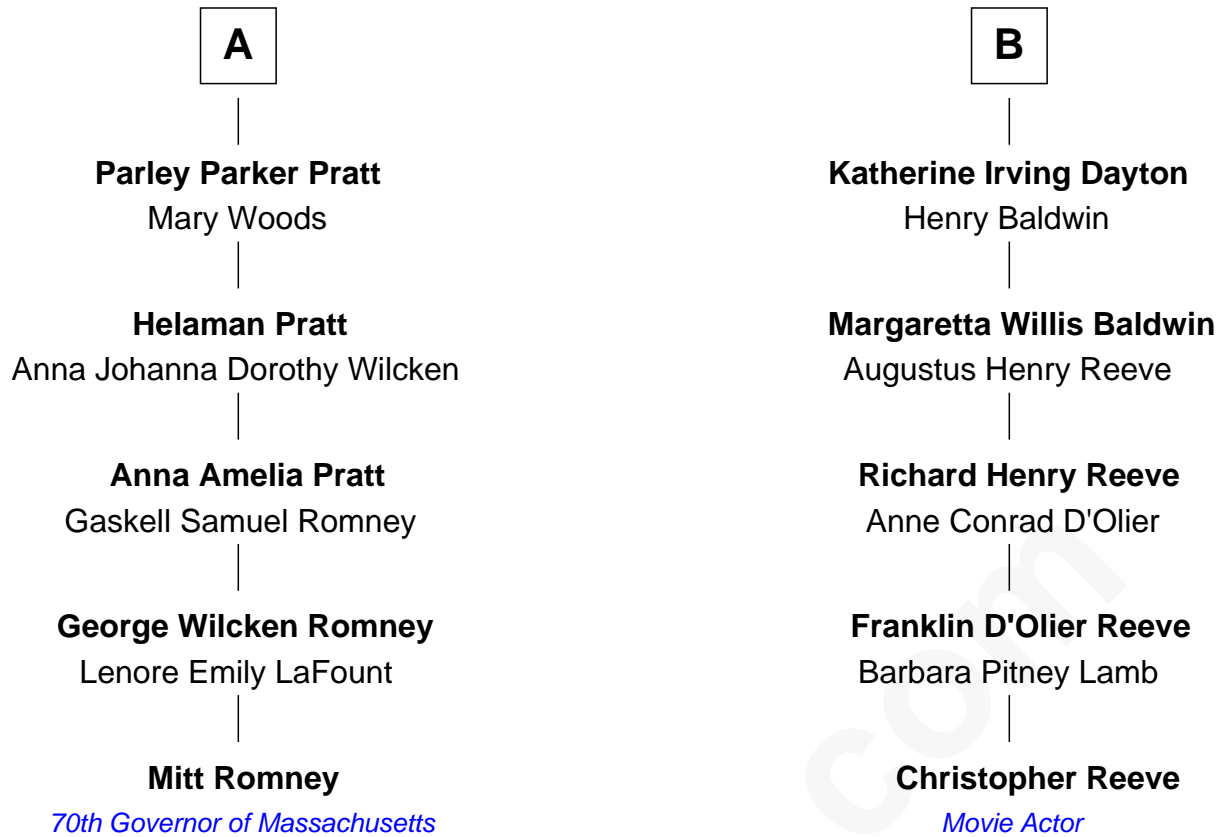 A
Parley Parker Pratt
Mary Woods
Helaman Pratt
Anna Johanna Dorothy Wilcken
Anna Amelia Pratt
Gaskell Samuel Romney
George Wilcken Romney
Lenore Emily LaFount
Mitt Romney
70th Governor of Massachusetts
B
Katherine Irving Dayton
Henry Baldwin
Margaretta Willis Baldwin
Augustus Henry Reeve
Richard Henry Reeve
Anne Conrad D'Olier
Franklin D'Olier Reeve
Barbara Pitney Lamb
Christopher Reeve
Movie Actor
com